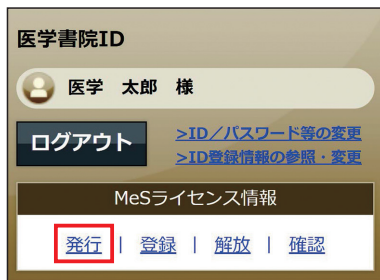 医学書院ID
医学 太郎 様
ログアウト
>ID／パスワード等の変更
>ID登録情報の参照・変更
MeSライセンス情報
発行 | 登録 | 解放 | 確認